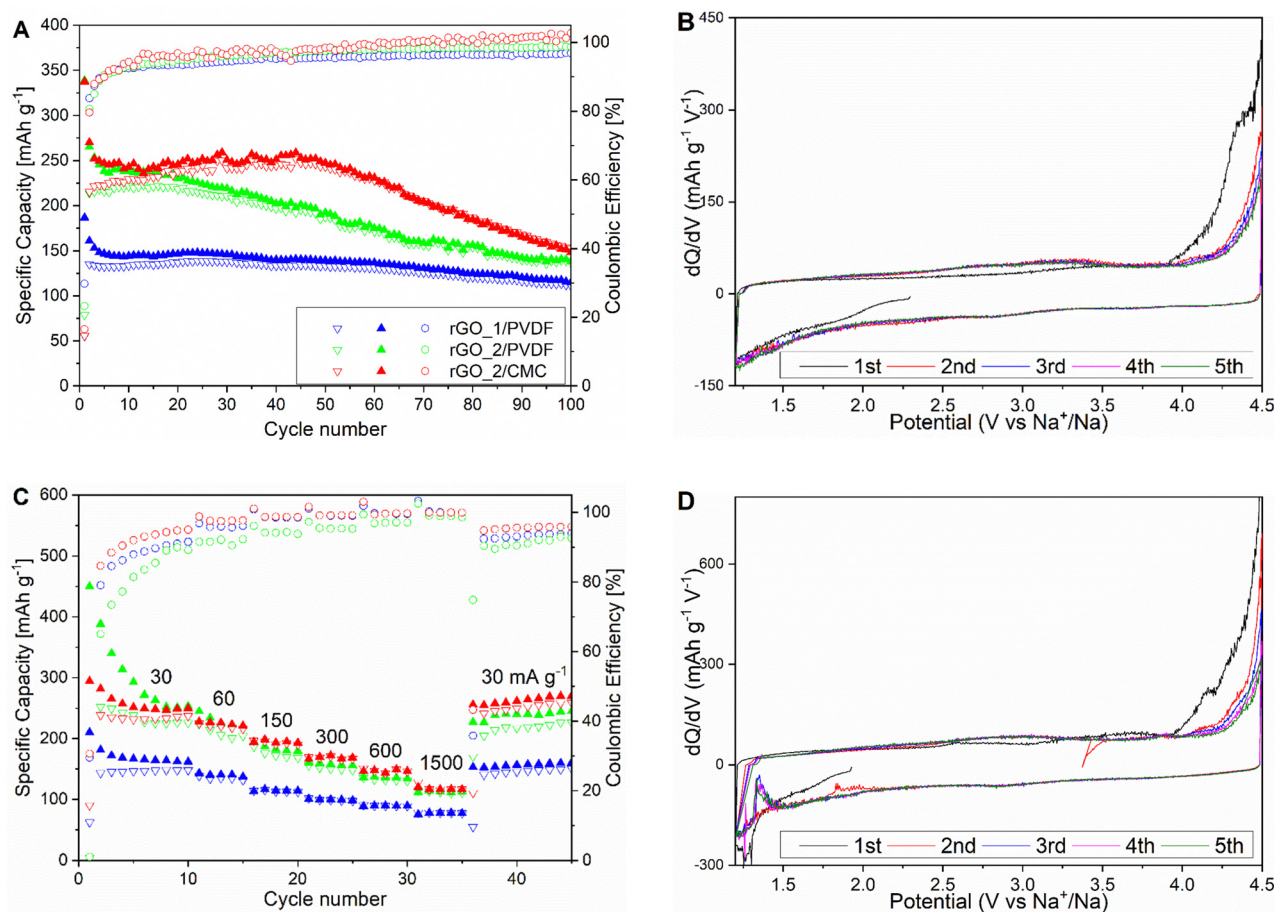 A
Specific Capacity [mAh g⁻¹]
400
350
300
250
200
150
100
50
0
100
80
60
40
20
0
Coulombic Efficiency [%]
rGO_1/PVDF
rGO_2/PVDF
rGO_2/CMC
0 10 20 30 40 50 60 70 80 90 100
Cycle number
B
dQ/dV (mAh g⁻¹ V⁻¹)
450
300
150
0
-150
1st 2nd 3rd 4th 5th
1.5 2.0 2.5 3.0 3.5 4.0 4.5
Potential (V vs Na⁺/Na)
C
Specific Capacity [mAh g⁻¹]
600
500
400
300
200
100
0
100
80
60
40
20
0
Coulombic Efficiency [%]
30
60
150
300
600
1500
30 mA g⁻¹
0 10 20 30 40
Cycle number
D
dQ/dV (mAh g⁻¹ V⁻¹)
600
300
0
-300
1st 2nd 3rd 4th 5th
1.5 2.0 2.5 3.0 3.5 4.0 4.5
Potential (V vs Na⁺/Na)